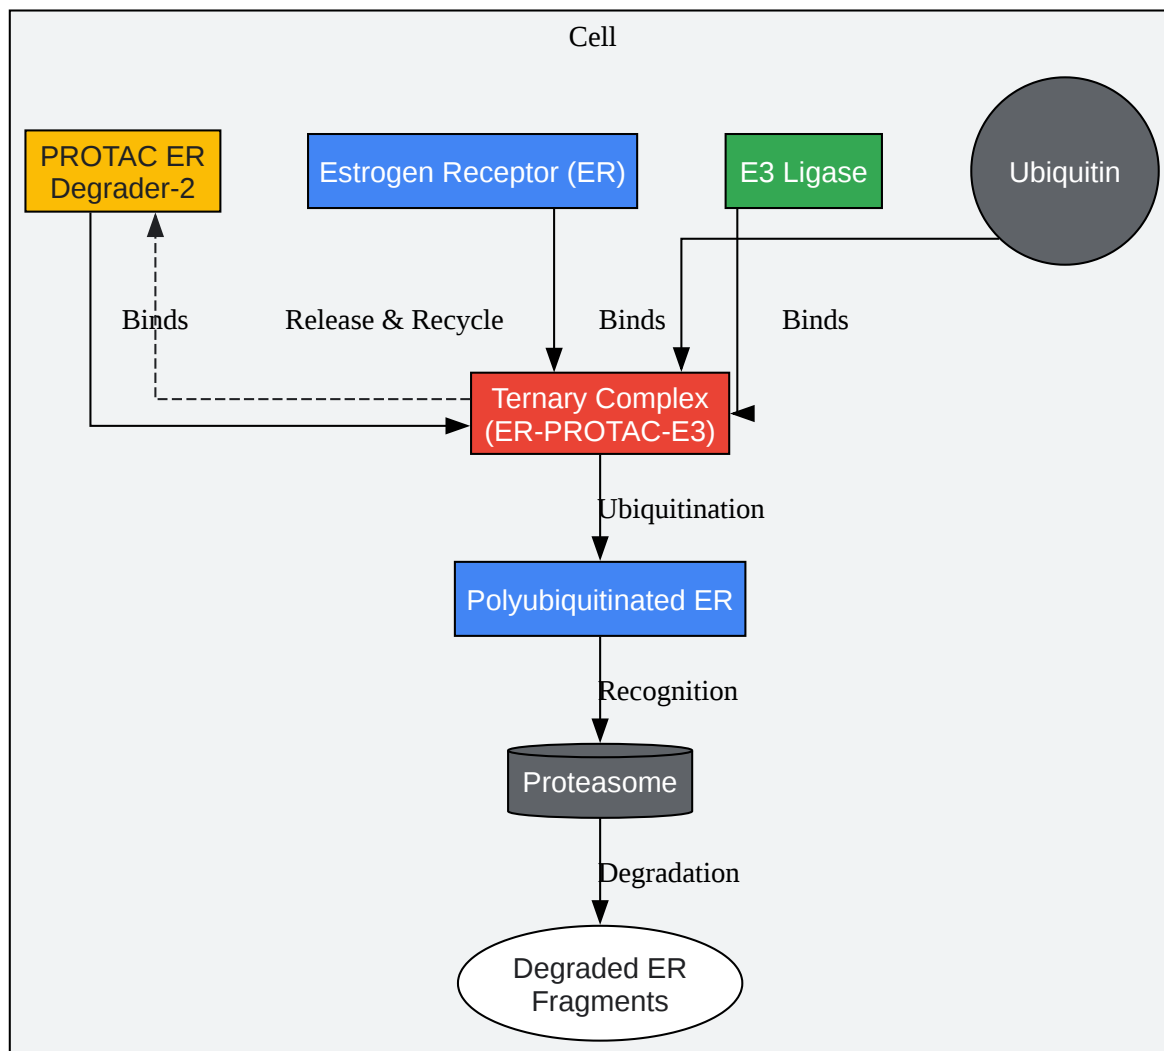 Cell
PROTAC ER
Degrader-2
Estrogen Receptor (ER)
E3 Ligase
Ubiquitin
Binds
Release & Recycle
Binds
Binds
Ternary Complex
(ER-PROTAC-E3)
Ubiquitination
Polyubiquitinated ER
Recognition
Proteasome
Degradation
Degraded ER
Fragments